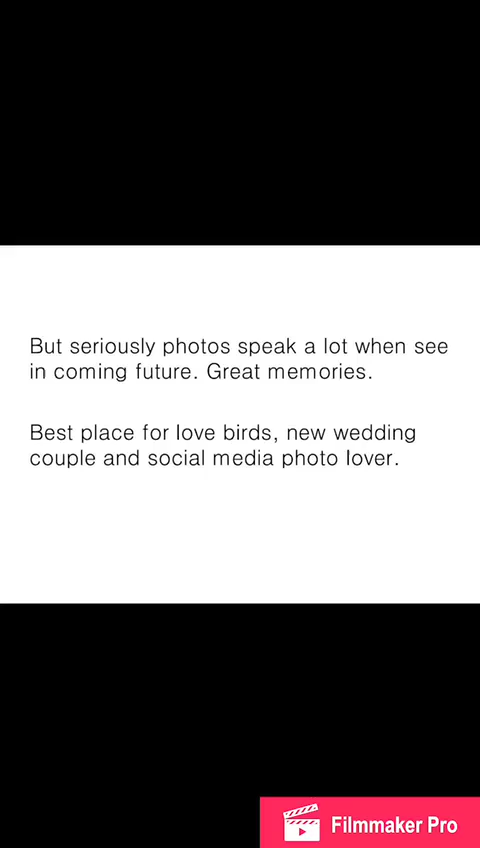 But seriously photos speak a lot when see
in coming future. Great memories.
Best place for love birds, new wedding
couple and social media photo lover.
Filmmaker Pro